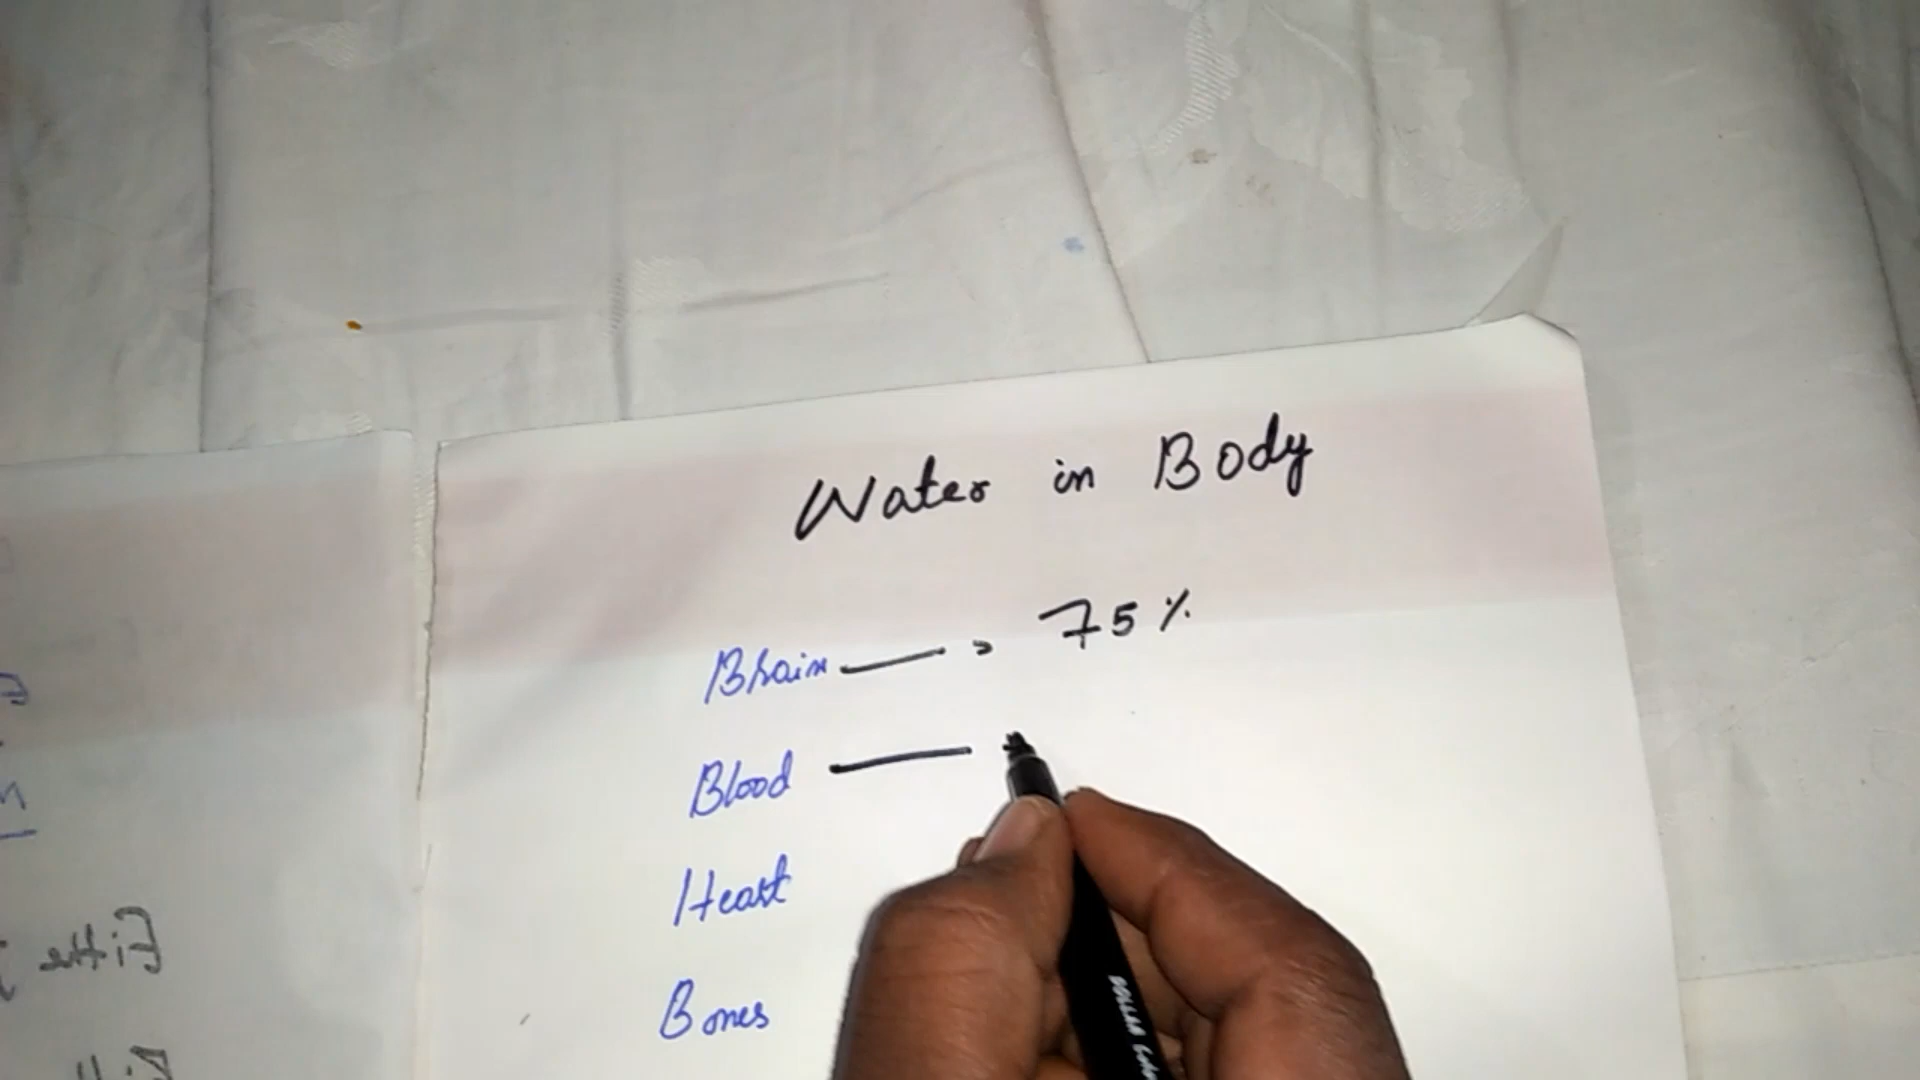 Water in Body
Brain 75%
Blood
Heart
Bones